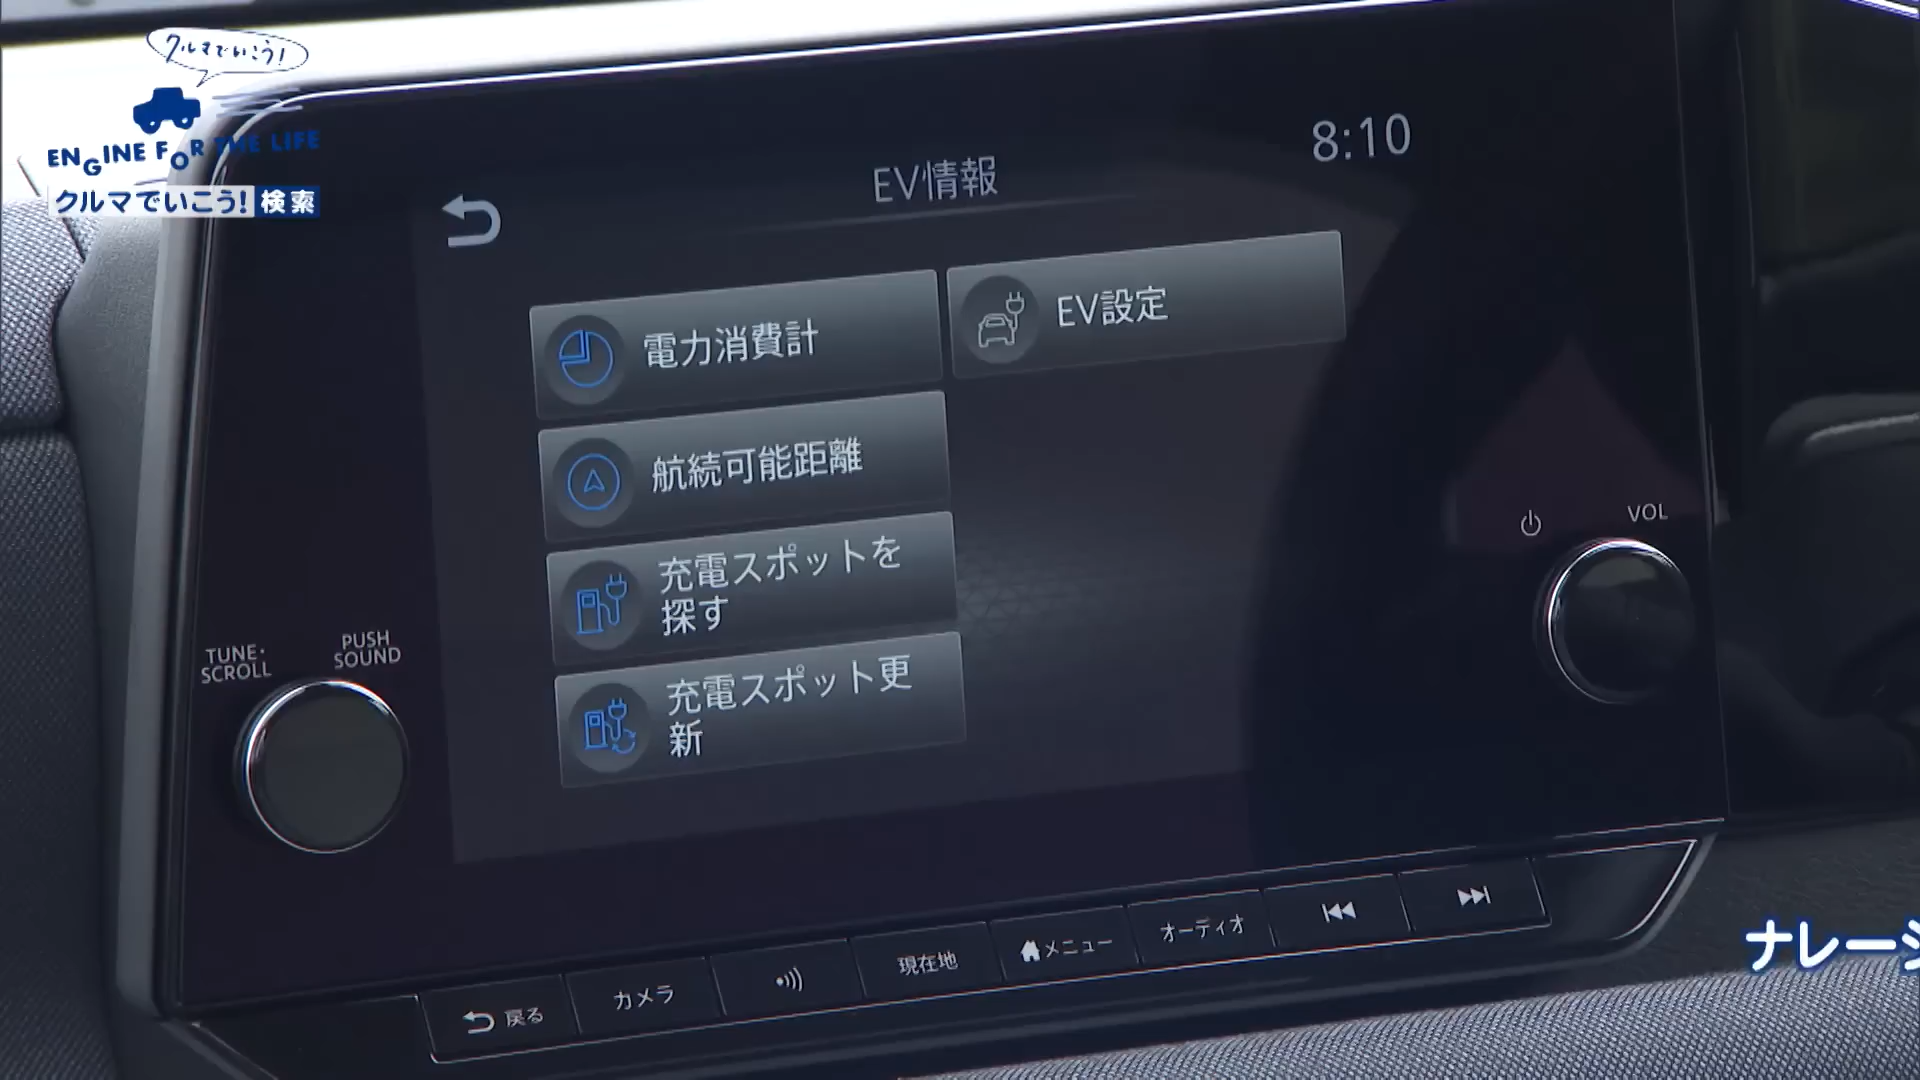 クルマでいこう!
ENGINE FOR THE LIFE
クルマでいこう! 検索
8:10
EV情報
電力消費計
EV設定
航続可能距離
充電スポットを
探す
充電スポット更
新
VOL
TUNE・
SCROLL
PUSH
SOUND
戻る
カメラ
現在地
メニュー
オーディオ
ナレーシ